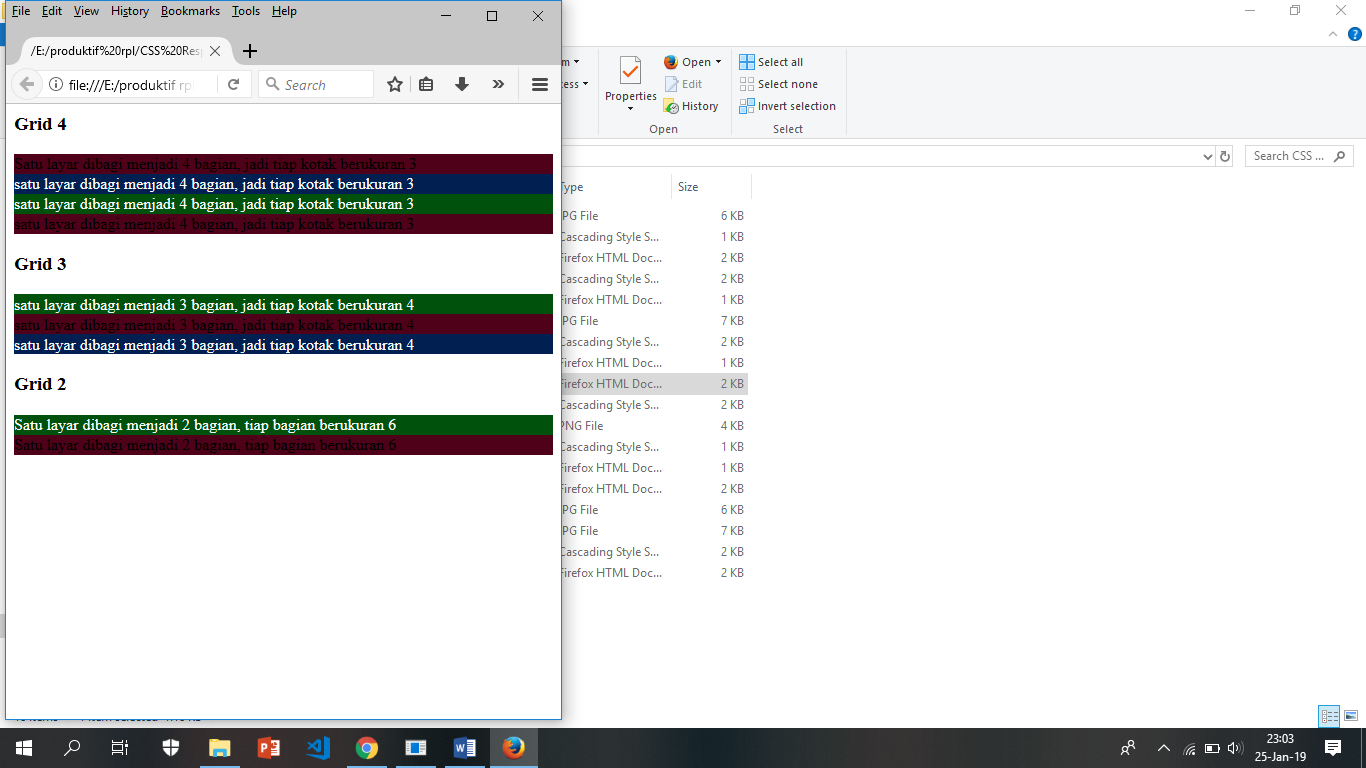 File Edit View History Bookmarks Tools Help
/E:/produktif%20rpl/CSS%20Res
file:///E:/produktif rp
Search
Grid 4
Satu layar dibagi menjadi 4 bagian, jadi tiap kotak berukuran 3
satu layar dibagi menjadi 4 bagian, jadi tiap kotak berukuran 3
satu layar dibagi menjadi 4 bagian, jadi tiap kotak berukuran 3
satu layar dibagi menjadi 4 bagian, jadi tiap kotak berukuran 3
Grid 3
satu layar dibagi menjadi 3 bagian, jadi tiap kotak berukuran 4
satu layar dibagi menjadi 3 bagian, jadi tiap kotak berukuran 4
satu layar dibagi menjadi 3 bagian, jadi tiap kotak berukuran 4
Grid 2
Satu layar dibagi menjadi 2 bagian, tiap bagian berukuran 6
Satu layar dibagi menjadi 2 bagian, tiap bagian berukuran 6
Properties
Open
Edit
History
Open
Select all
Select none
Invert selection
Select
Search CSS ...
Type Size
JPG File 6 KB
Cascading Style S... 1 KB
Firefox HTML Doc... 2 KB
Cascading Style S... 2 KB
Firefox HTML Doc... 1 KB
JPG File 7 KB
Cascading Style S... 2 KB
Firefox HTML Doc... 1 KB
Firefox HTML Doc... 2 KB
Cascading Style S... 2 KB
PNG File 4 KB
Cascading Style S... 1 KB
Firefox HTML Doc... 1 KB
Firefox HTML Doc... 2 KB
JPG File 6 KB
JPG File 7 KB
Cascading Style S... 2 KB
Firefox HTML Doc... 2 KB
23:03
25-Jan-19